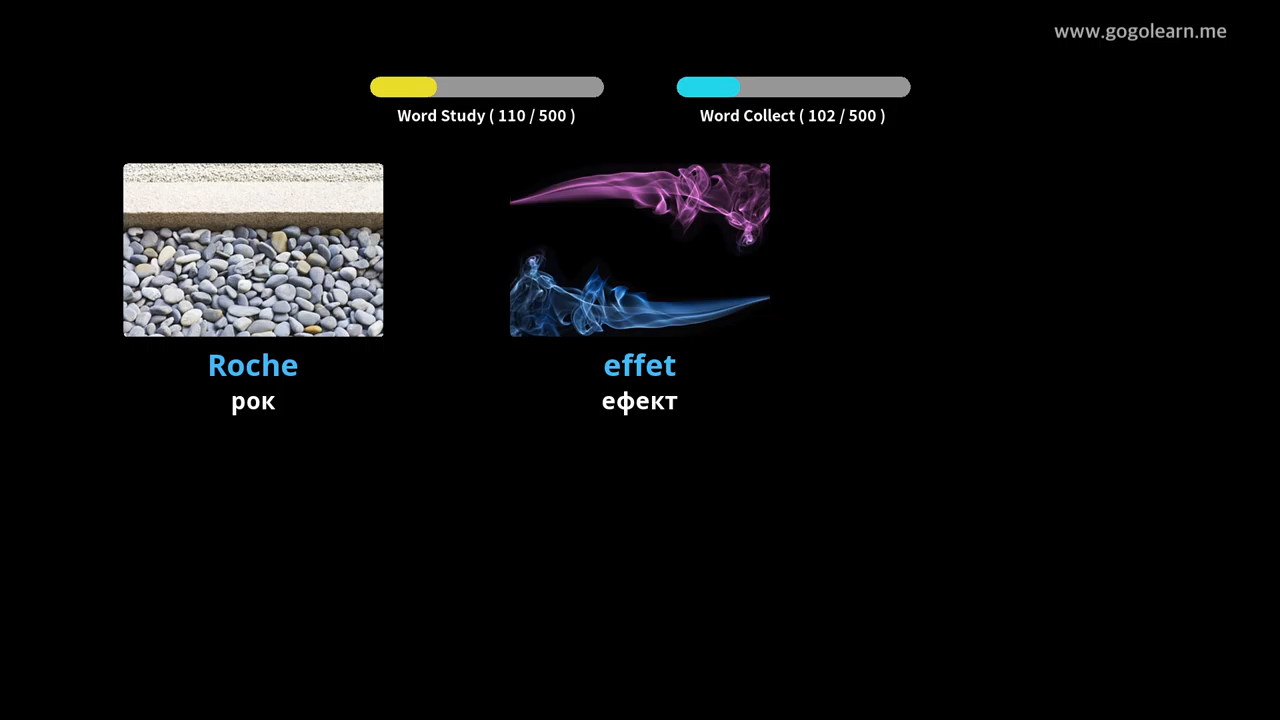 www.gogolearn.me
Word Study ( 110 / 500 )
Word Collect ( 102 / 500 )
Roche
рок
effet
ефект